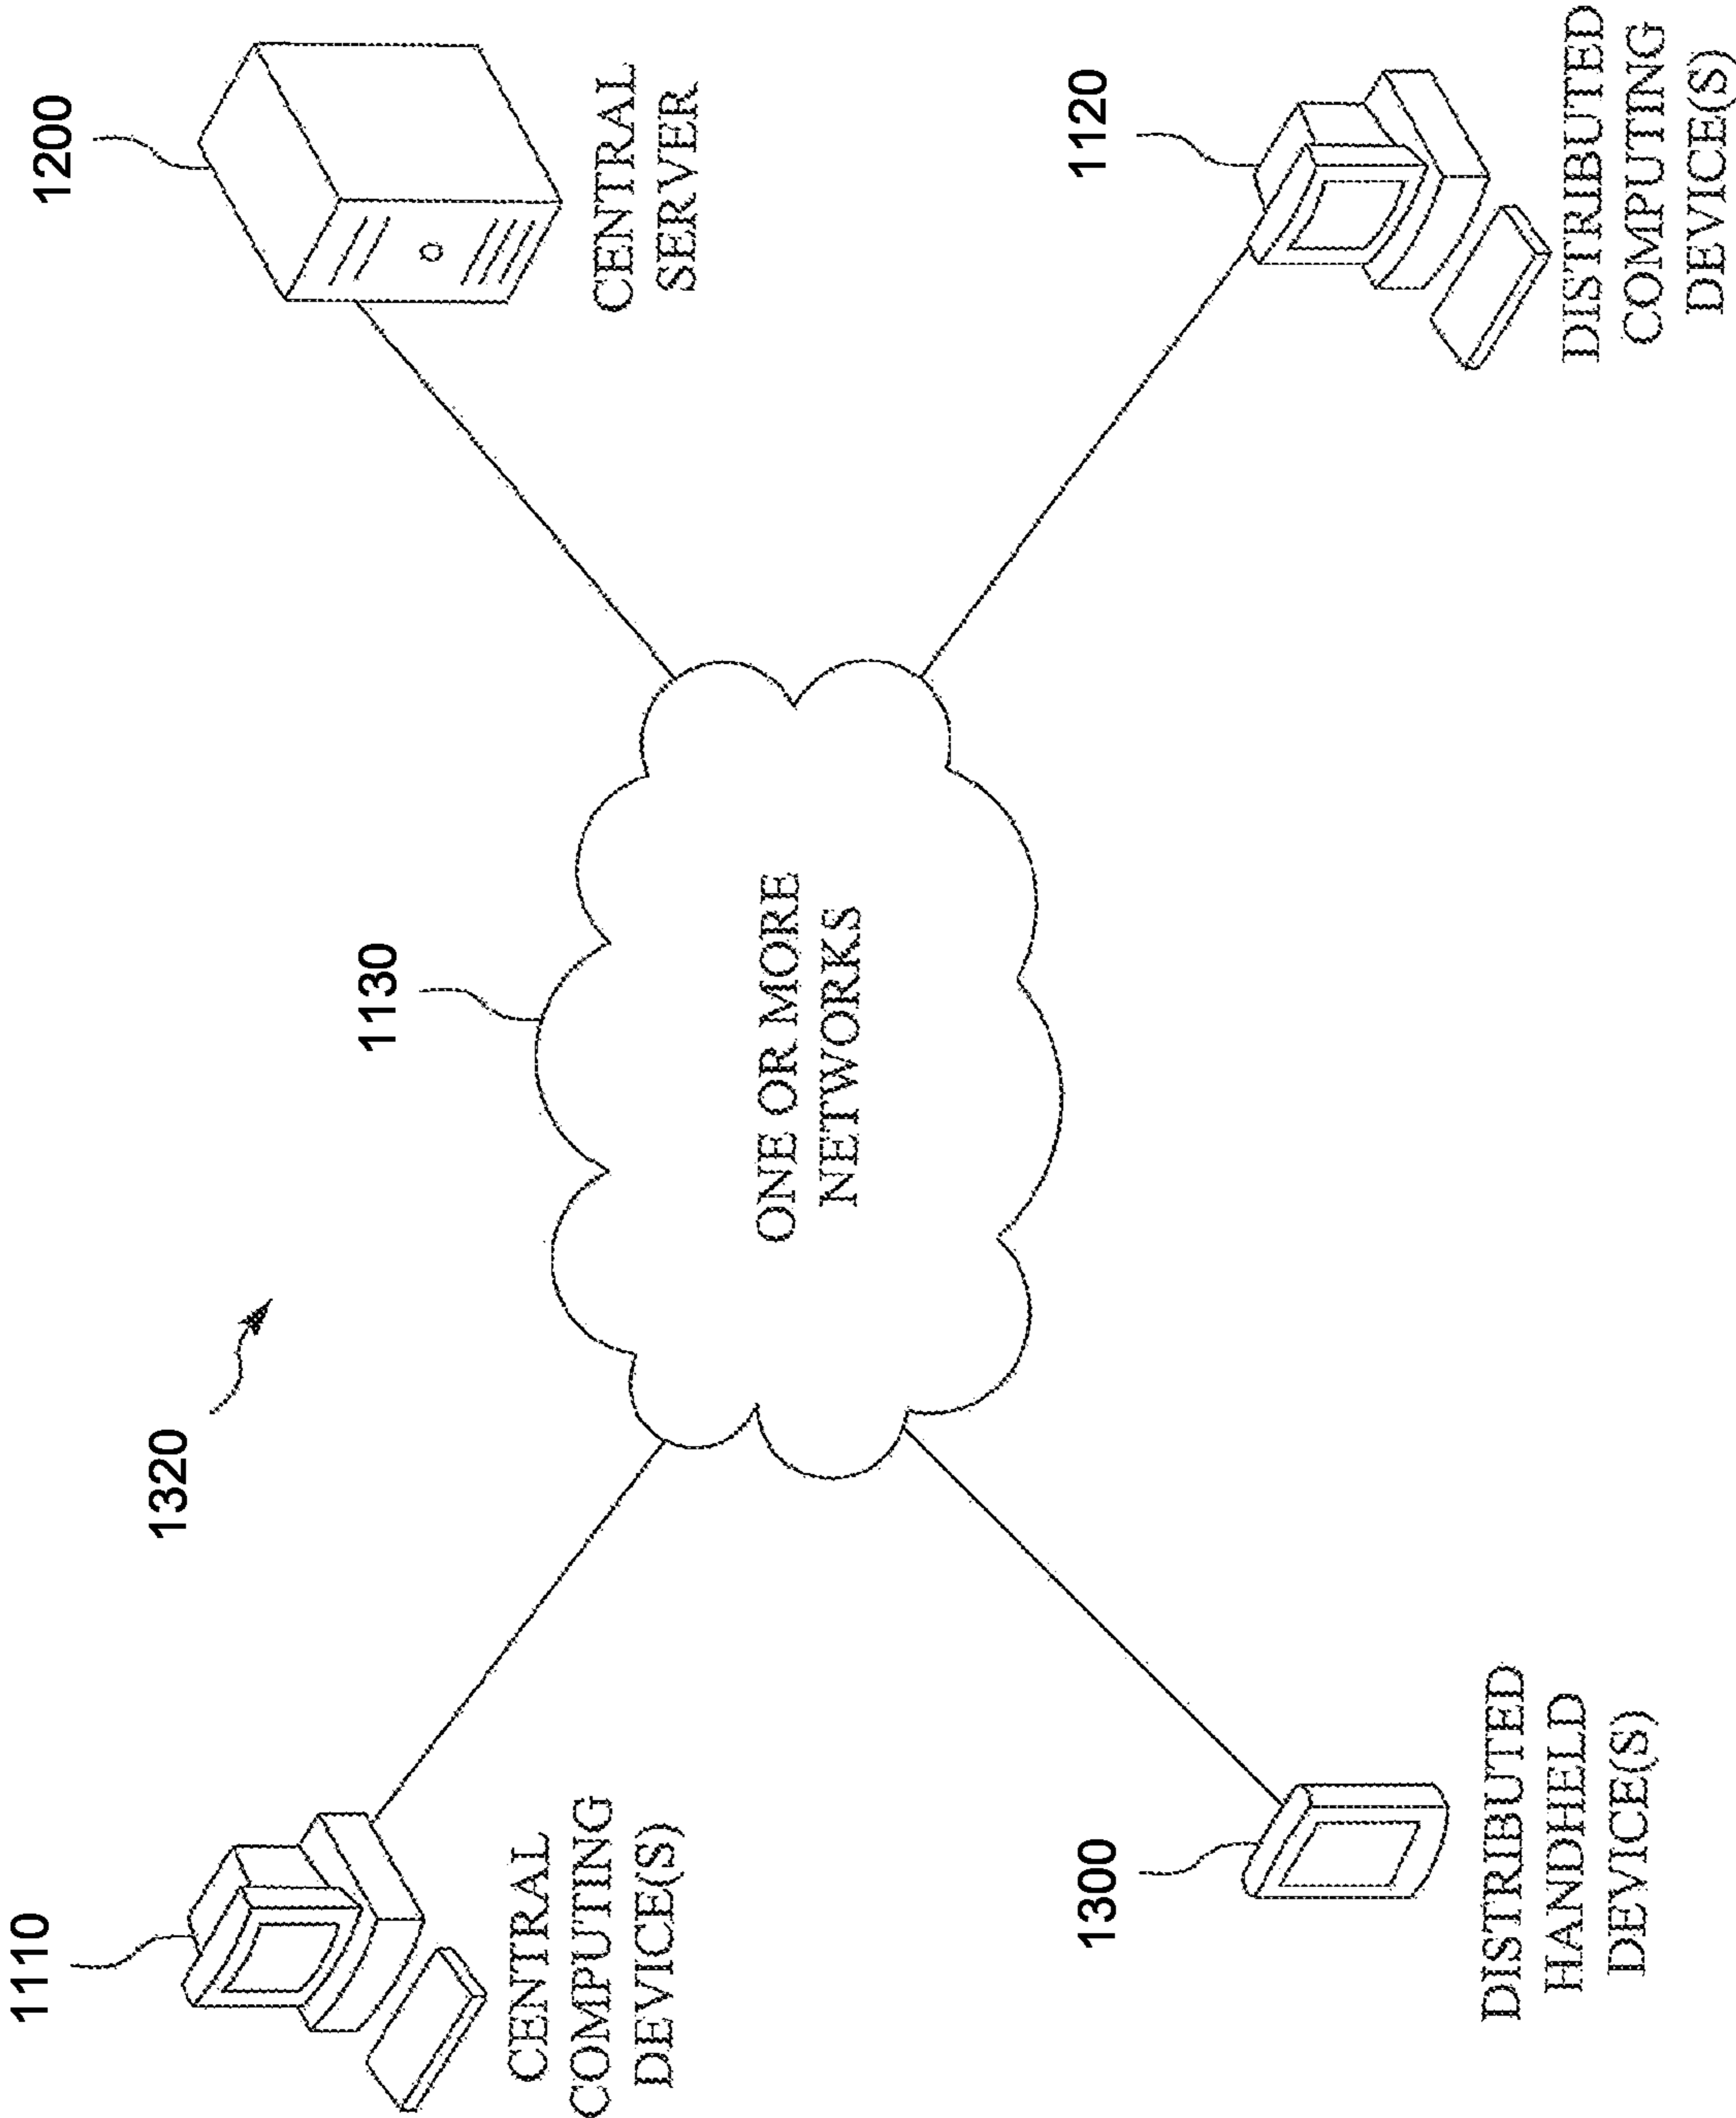 1110
CENTRAL
COMPUTING
DEVICE(S)
1320
1130
1200
CENTRAL
SERVER
ONE OR MORE
NETWORKS
1300
DISTRIBUTED
HANDHELD
DEVICE(S)
1120
DISTRIBUTED
COMPUTING
DEVICE(S)